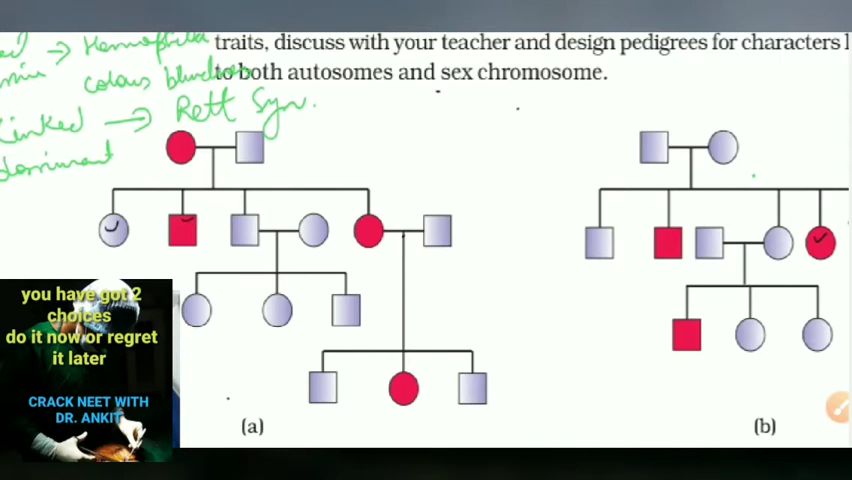 traits, discuss with your teacher and design pedigrees for characters l
to both autosomes and sex chromosome.
→ Hemophilia
colour blindness
Linked → Rett Syn.
dominant
(a)
(b)
you have got 2
choices
do it now or regret
it later
CRACK NEET WITH
DR. ANKIT